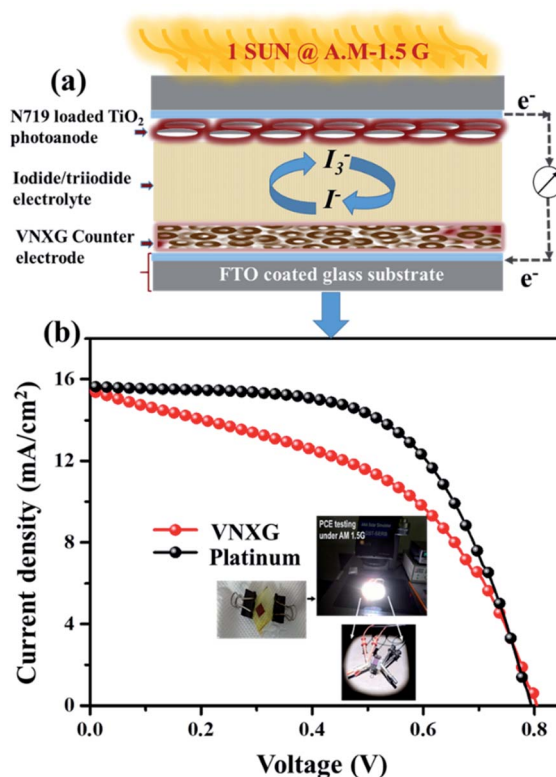 1 SUN @ A.M-1.5 G
(a)
e⁻
N719 loaded TiO₂
photoanode
I₃⁻
Iodide/triiodide
electrolyte
I⁻
VNXG Counter
electrode
FTO coated glass substrate
e⁻
(b)
16
12
8
4
0
Current density (mA/cm²)
VNXG
Platinum
PCE testing
under AM 1.5G
0.0
0.2
0.4
0.6
0.8
Voltage (V)